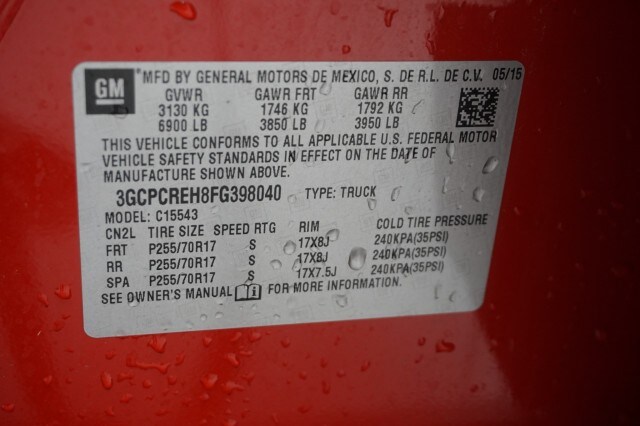 GM *MFD BY GENERAL MOTORS DE MEXICO, S. DE R.L. DE C.V. 05/15
GVWR GAWR FRT GAWR RR
3130 KG 1746 KG 1792 KG
6900 LB 3850 LB 3950 LB
THIS VEHICLE CONFORMS TO ALL APPLICABLE U.S. FEDERAL MOTOR
VEHICLE SAFETY STANDARDS IN EFFECT ON THE DATE OF
MANUFACTURE SHOWN ABOVE.
3GCPCREH8FG398040 TYPE: TRUCK
MODEL: C15543
CN2L TIRE SIZE SPEED RTG RIM COLD TIRE PRESSURE
FRT P255/70R17 S 17X8J 240KPA(35PSI)
RR P255/70R17 S 17X8J 240KPA(35PSI)
SPA P255/70R17 S 17X7.5J 240KPA(35PSI)
SEE OWNER'S MANUAL FOR MORE INFORMATION.